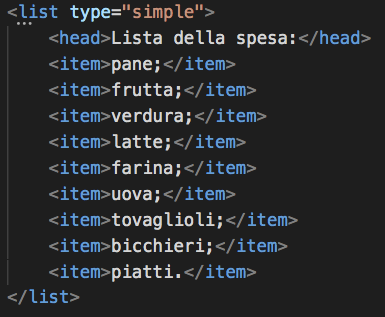 <list type="simple">
<head>Lista della spesa:</head>
<item>pane;</item>
<item>frutta;</item>
<item>verdura;</item>
<item>latte;</item>
<item>farina;</item>
<item>uova;</item>
<item>tovaglioli;</item>
<item>bicchieri;</item>
<item>piatti.</item>
</list>